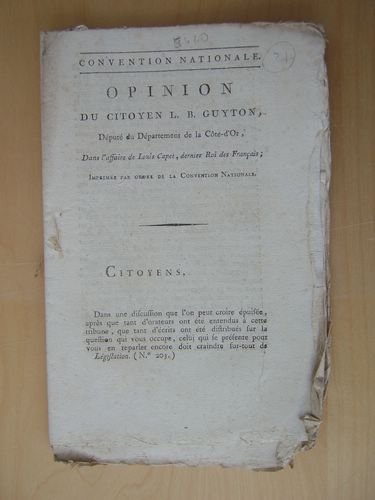 CONVENTION NATIONALE.
OPINION
DU CITOYEN L. B. GUYTON,
Député du Département de la Côte-d'Or,
Dans l'affaire de Louis Capet, dernier Roi des Français;
IMPRIMÉE PAR ORDRE DE LA CONVENTION NATIONALE.
CITOYENS,
Dans une discussion que l'on peut croire épuisée,
après que tant d'orateurs ont été entendus à cette
tribune, que tant d'écrits ont été distribués sur la
question qui vous occupe, celui qui se présente pour
vous en reparler encore doit craindre sur-tout de
Législation. (N.° 203.)